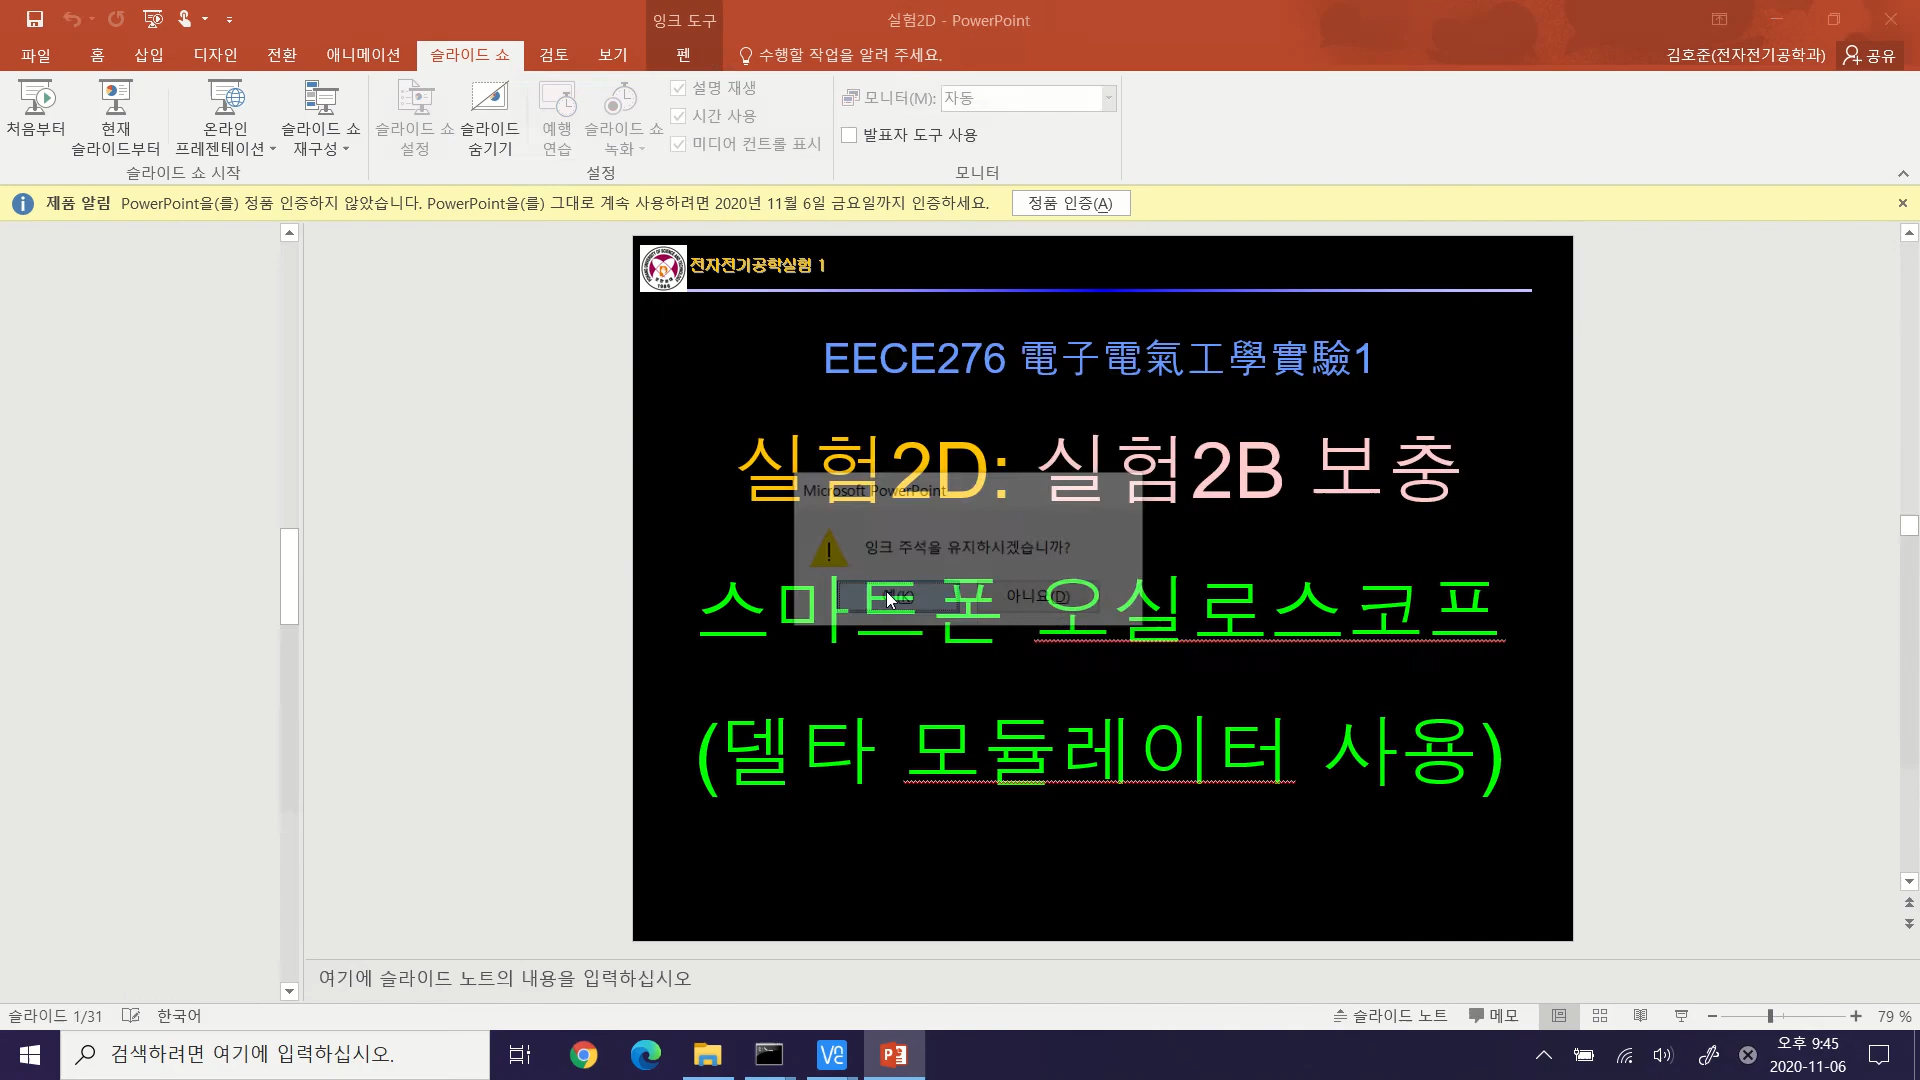 잉크 도구
실험2D - PowerPoint
파일 홈 삽입 디자인 전환 애니메이션 슬라이드 쇼 검토 보기 펜 수행할 작업을 알려 주세요. 김호준(전자전기공학과) 공유
처음부터
현재
슬라이드부터
온라인
프레젠테이션
슬라이드 쇼
재구성
슬라이드 쇼
설정
슬라이드
숨기기
예행
연습
슬라이드 쇼
녹화
설명 재생
시간 사용
미디어 컨트롤 표시
모니터(M): 자동
발표자 도구 사용
슬라이드 쇼 시작
설정
모니터
제품 알림 PowerPoint을(를) 정품 인증하지 않았습니다. PowerPoint을(를) 그대로 계속 사용하려면 2020년 11월 6일 금요일까지 인증하세요. 정품 인증(A)
전자전기공학실험 1
EECE276 電子電氣工學實驗1
실험2D: 실험2B 보충
Microsoft PowerPoint
잉크 주석을 유지하시겠습니까?
아니요(D)
스마트폰 오실로스코프
(델타 모듈레이터 사용)
여기에 슬라이드 노트의 내용을 입력하십시오
슬라이드 1/31 한국어 슬라이드 노트 메모 79 %
검색하려면 여기에 입력하십시오.
오후 9:45
2020-11-06